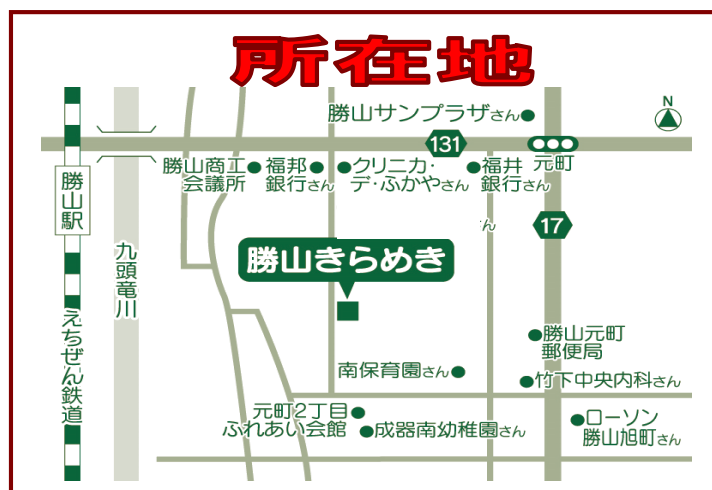 所在地
N
勝山サンプラザさん
131
元町
勝山商工
会議所
福邦
銀行さん
クリニカ・
デ・ふかやさん
福井
銀行さん
勝山駅
ん
17
九頭竜川
勝山きらめき
えちぜん鉄道
勝山元町
郵便局
南保育園さん
竹下中央内科さん
元町2丁目
ふれあい会館
成器南幼稚園さん
ローソン
勝山旭町さん